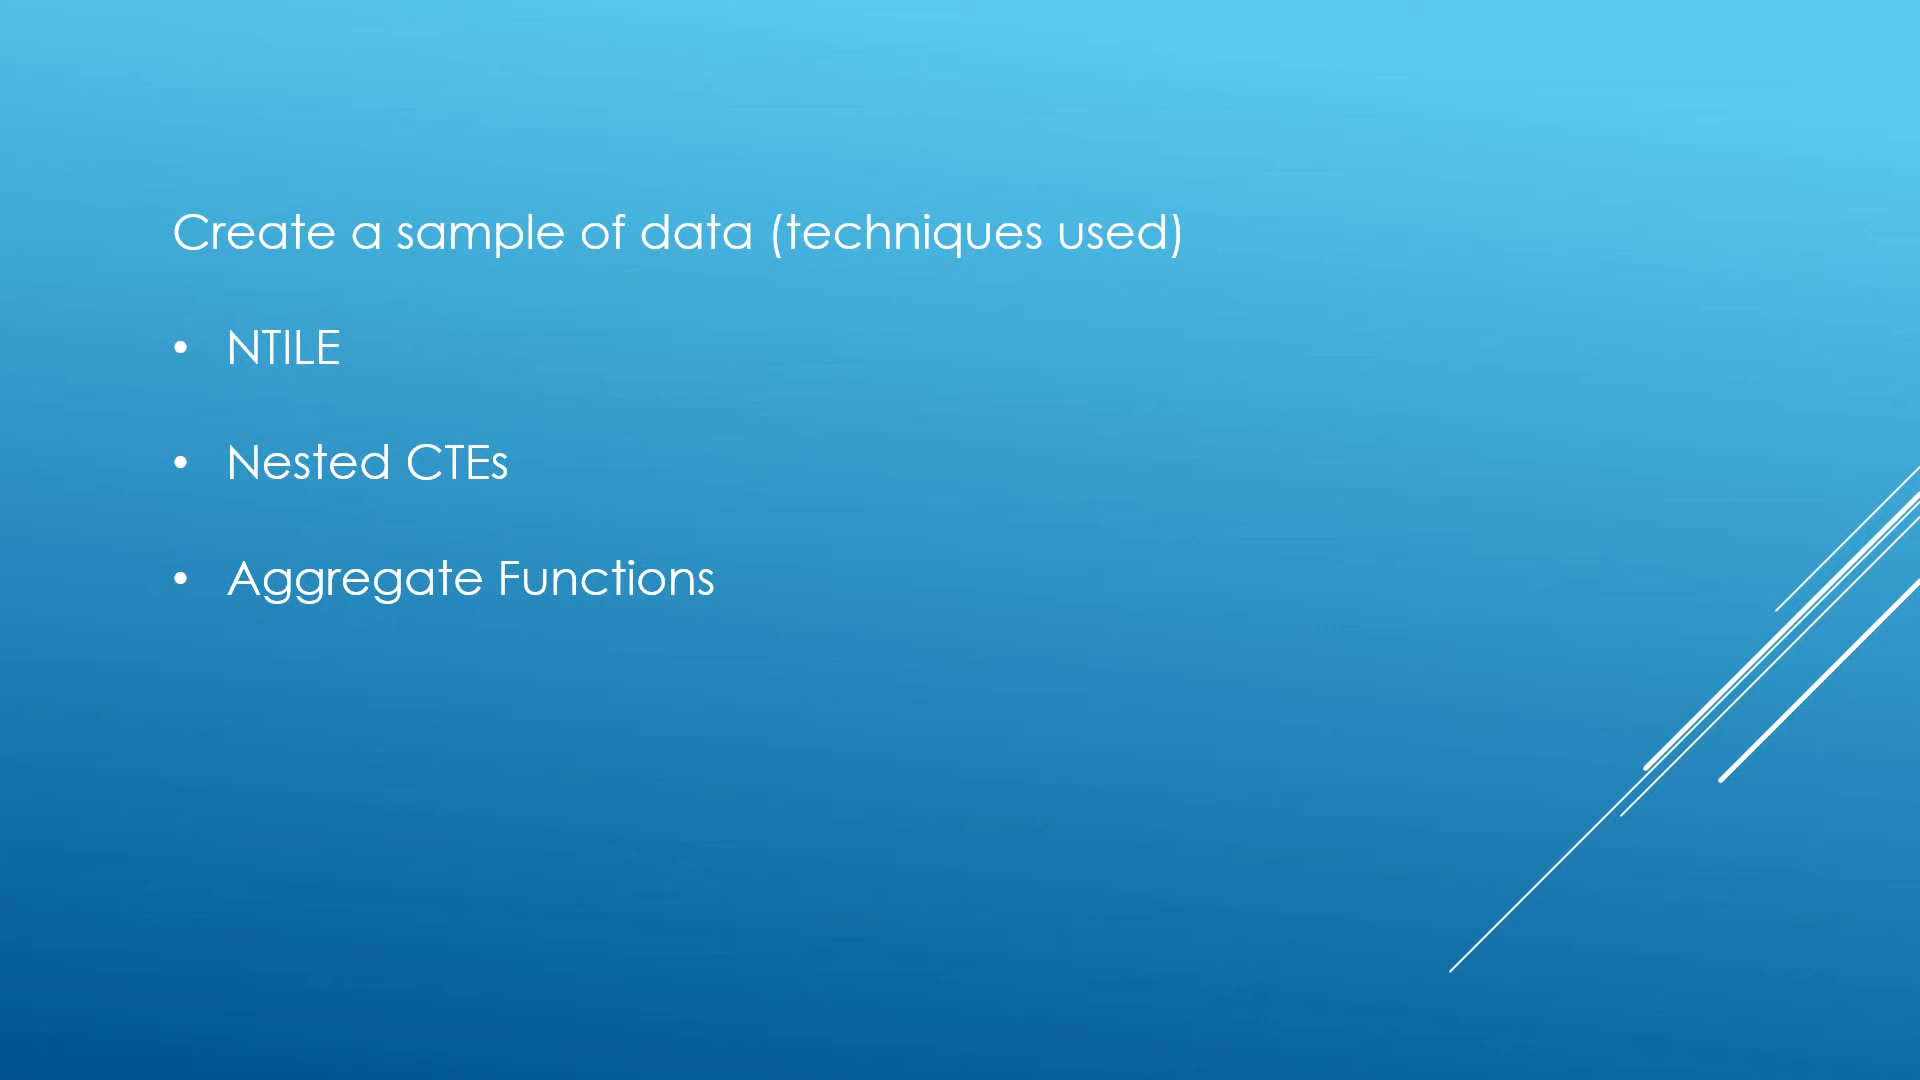 Create a sample of data (techniques used)
• NTILE
• Nested CTEs
• Aggregate Functions